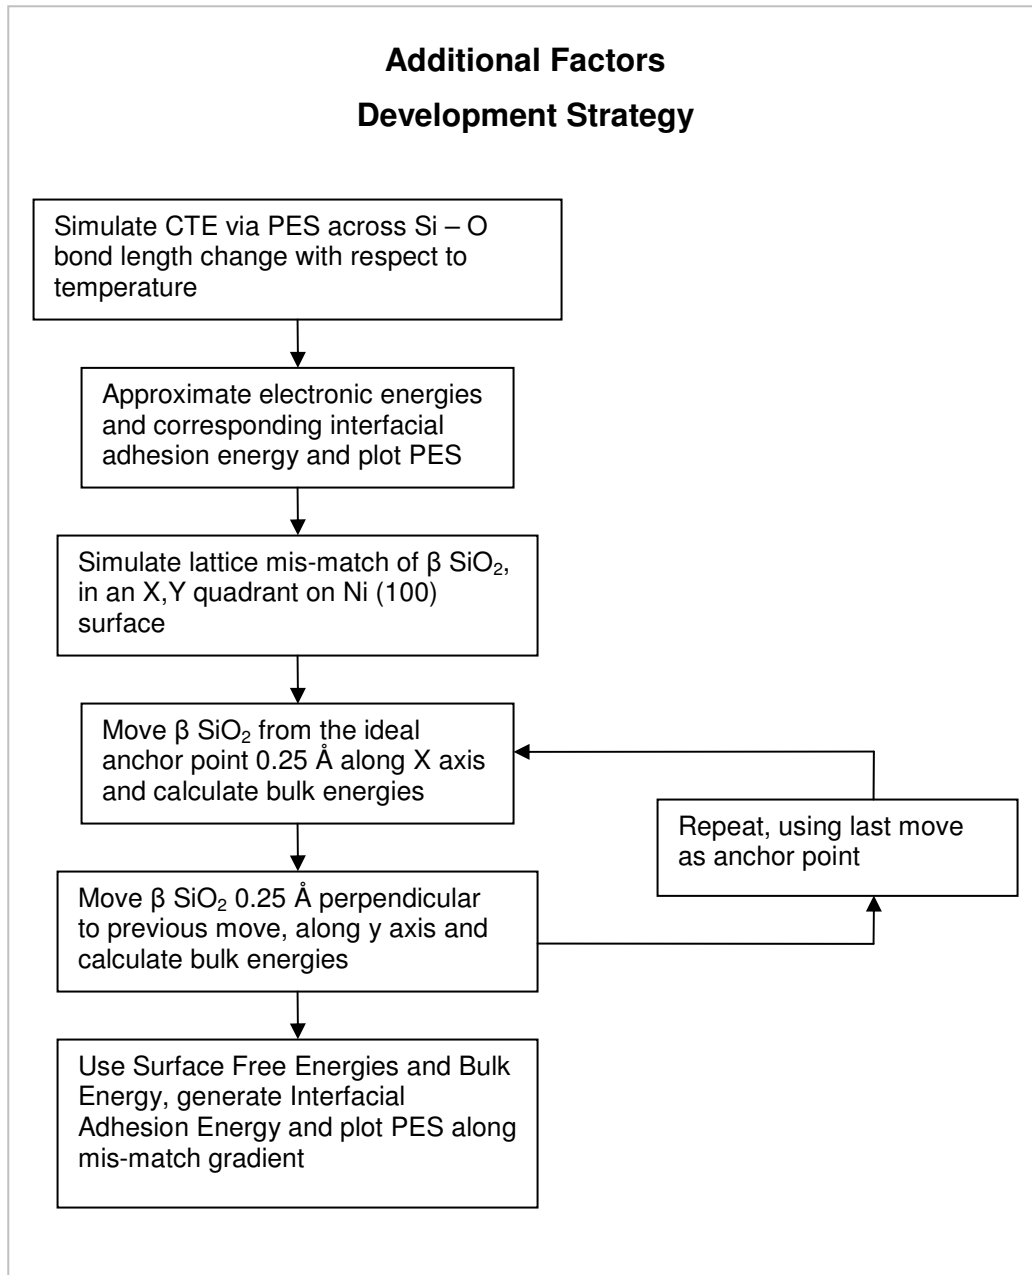 Additional Factors
Development Strategy
Simulate CTE via PES across Si – O
bond length change with respect to
temperature
Approximate electronic energies
and corresponding interfacial
adhesion energy and plot PES
Simulate lattice mis-match of β SiO₂,
in an X,Y quadrant on Ni (100)
surface
Move β SiO₂ from the ideal
anchor point 0.25 Å along X axis
and calculate bulk energies
Repeat, using last move
as anchor point
Move β SiO₂ 0.25 Å perpendicular
to previous move, along y axis and
calculate bulk energies
Use Surface Free Energies and Bulk
Energy, generate Interfacial
Adhesion Energy and plot PES along
mis-match gradient